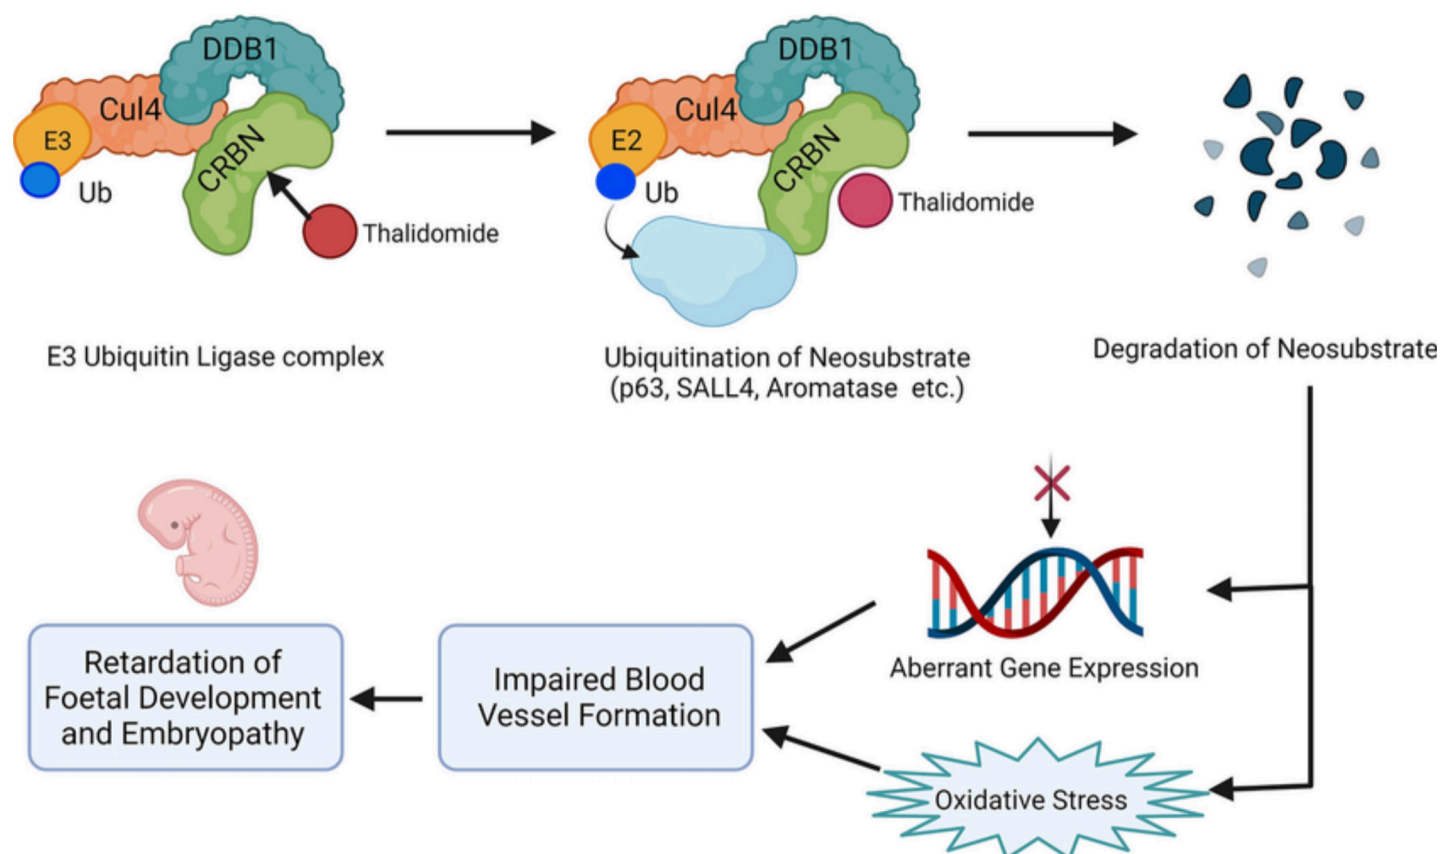 DDB1
Cul4
E3
CRBN
Ub
Thalidomide
E3 Ubiquitin Ligase complex
DDB1
Cul4
E2
CRBN
Ub
Thalidomide
Ubiquitination of Neosubstrate
(p63, SALL4, Aromatase etc.)
Degradation of Neosubstrate
Aberrant Gene Expression
Oxidative Stress
Impaired Blood
Vessel Formation
Retardation of
Foetal Development
and Embryopathy